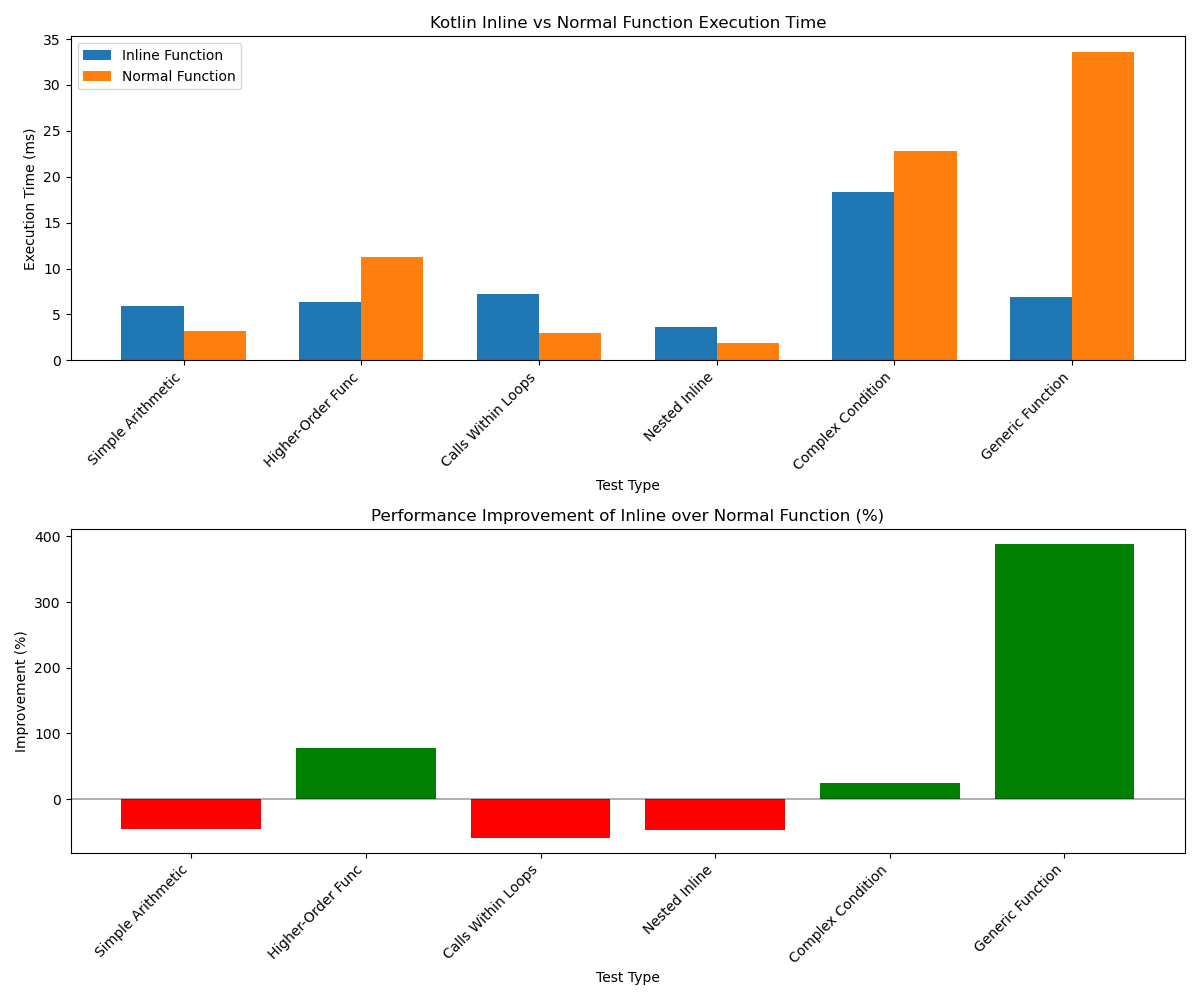 Kotlin Inline vs Normal Function Execution Time
Inline Function
Normal Function
Execution Time (ms)
35
30
25
20
15
10
5
0
Simple Arithmetic
Higher-Order Func
Calls Within Loops
Nested Inline
Complex Condition
Generic Function
Test Type
Performance Improvement of Inline over Normal Function (%)
Improvement (%)
400
300
200
100
0
Simple Arithmetic
Higher-Order Func
Calls Within Loops
Nested Inline
Complex Condition
Generic Function
Test Type